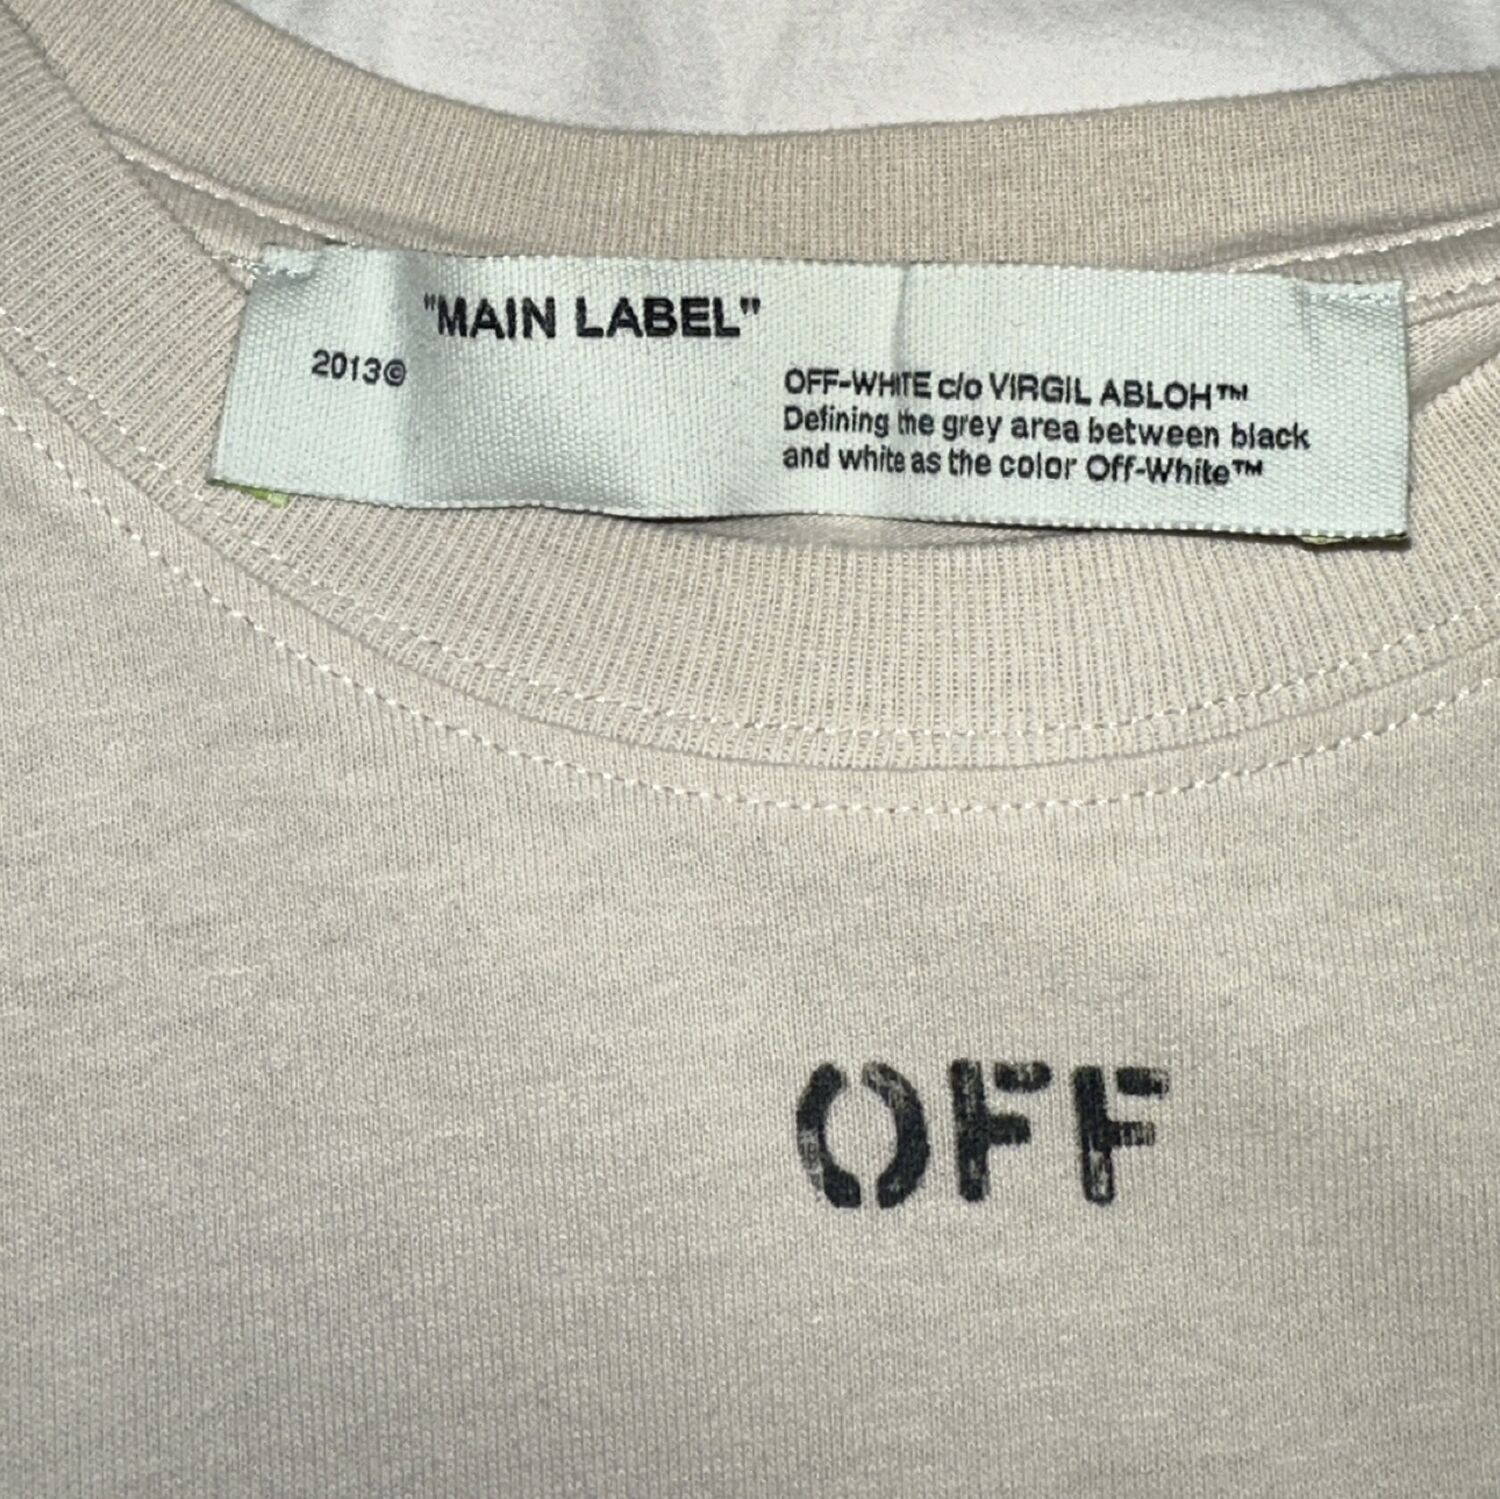 "MAIN LABEL"
2013©
OFF-WHITE c/o VIRGIL ABLOH™
Defining the grey area between black
and white as the color Off-White™
OFF